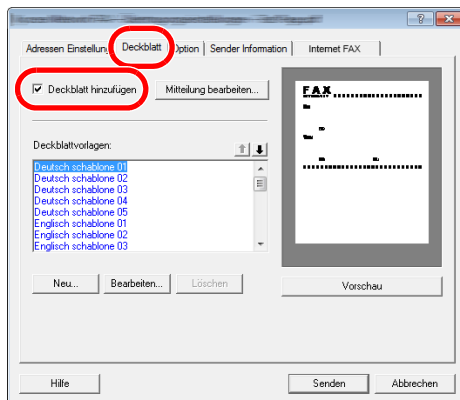 Adressen Einstellung Deckblatt Option Sender Information Internet FAX
Deckblatt hinzufügen Mitteilung bearbeiten...
FAX
Deckblattvorlagen:
Deutsch schablone 01
Deutsch schablone 02
Deutsch schablone 03
Deutsch schablone 04
Deutsch schablone 05
Englisch schablone 01
Englisch schablone 02
Englisch schablone 03
Neu... Bearbeiten... Löschen Vorschau
Hilfe Senden Abbrechen